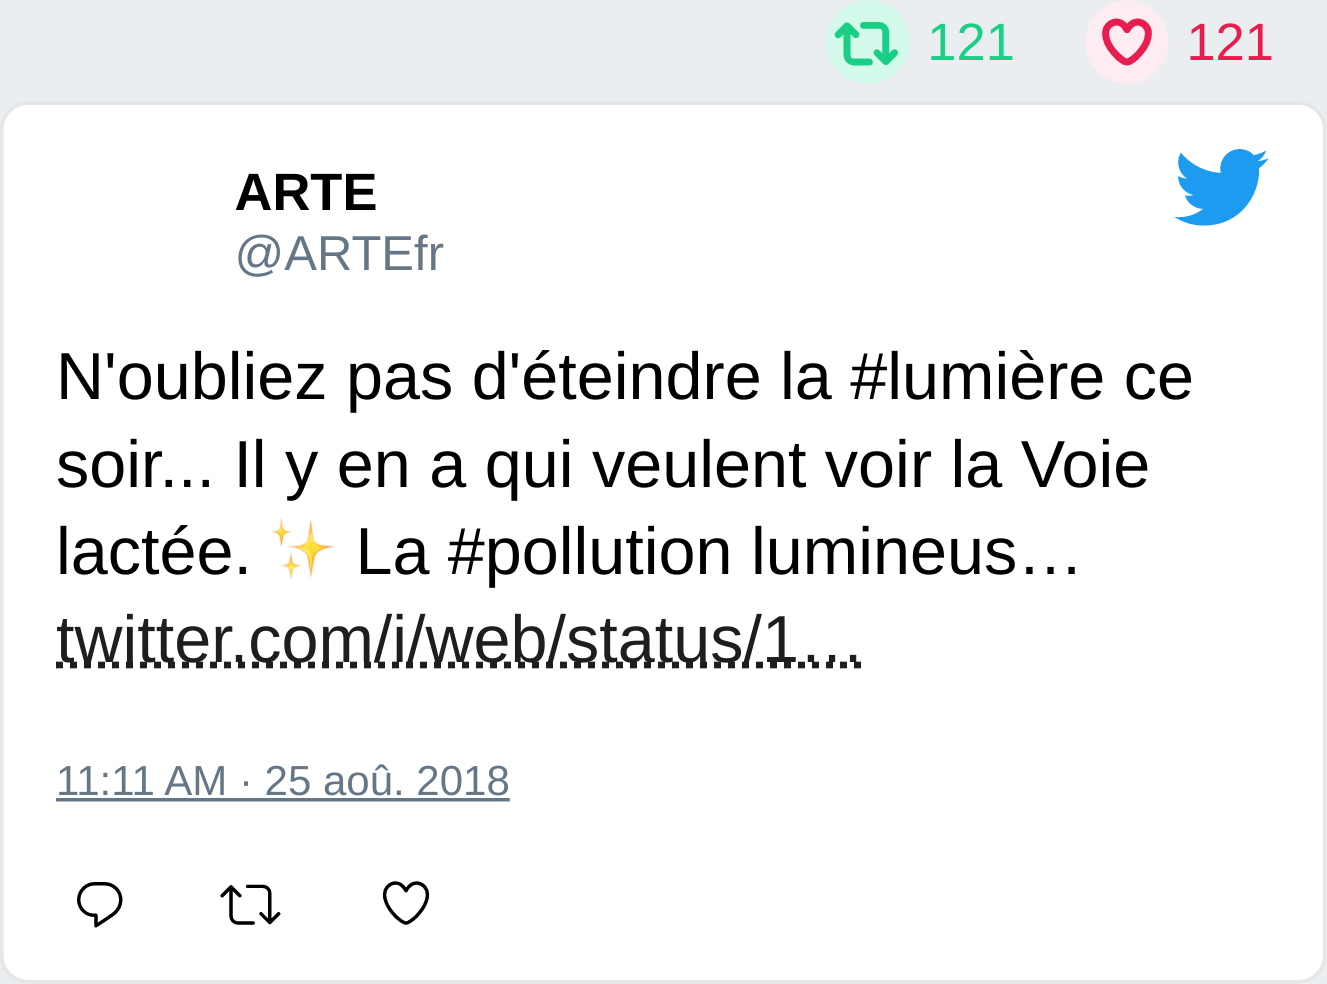 121 121
ARTE
@ARTEfr
N'oubliez pas d'éteindre la #lumière ce
soir... Il y en a qui veulent voir la Voie
lactée. ✨ La #pollution lumineus…
twitter.com/i/web/status/1…
11:11 AM · 25 aoû. 2018